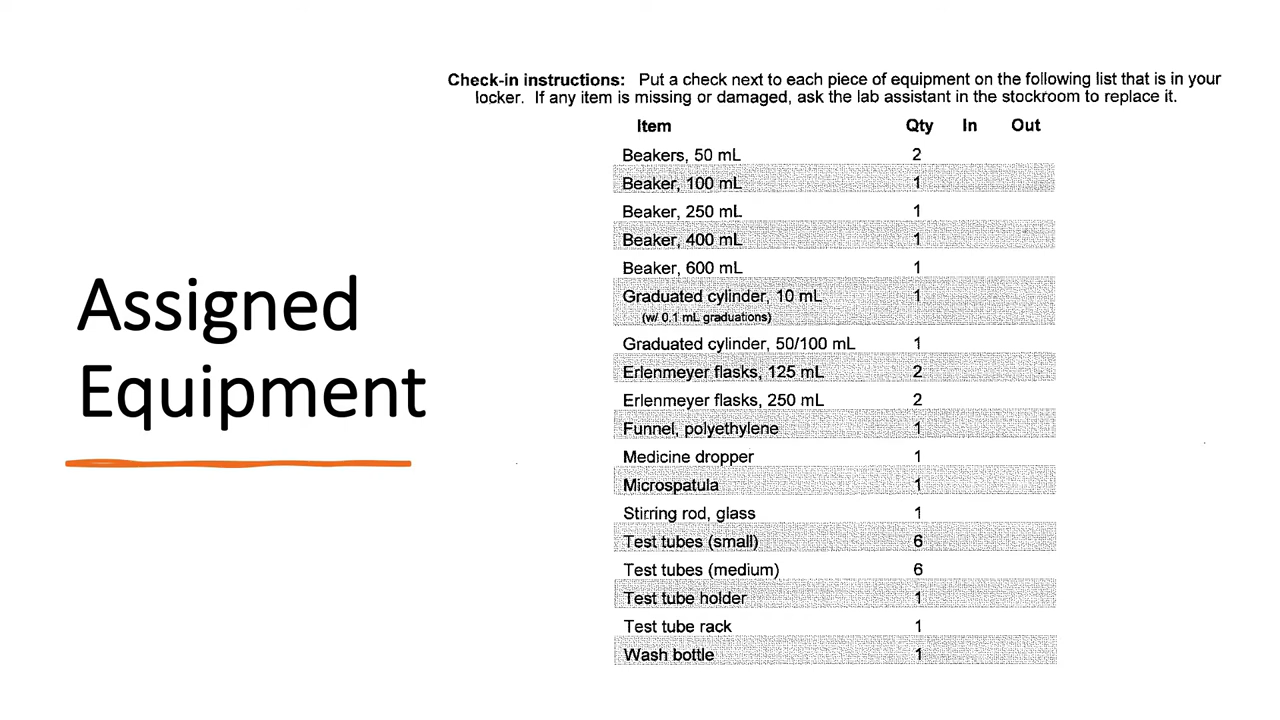 Assigned
Equipment
Check-in instructions: Put a check next to each piece of equipment on the following list that is in your
locker. If any item is missing or damaged, ask the lab assistant in the stockroom to replace it.
Item Qty In Out
Beakers, 50 mL 2
Beaker, 100 mL 1
Beaker, 250 mL 1
Beaker, 400 mL 1
Beaker, 600 mL 1
Graduated cylinder, 10 mL 1
(w/ 0.1 mL graduations)
Graduated cylinder, 50/100 mL 1
Erlenmeyer flasks, 125 mL 2
Erlenmeyer flasks, 250 mL 2
Funnel, polyethylene 1
Medicine dropper 1
Microspatula 1
Stirring rod, glass 1
Test tubes (small) 6
Test tubes (medium) 6
Test tube holder 1
Test tube rack 1
Wash bottle 1